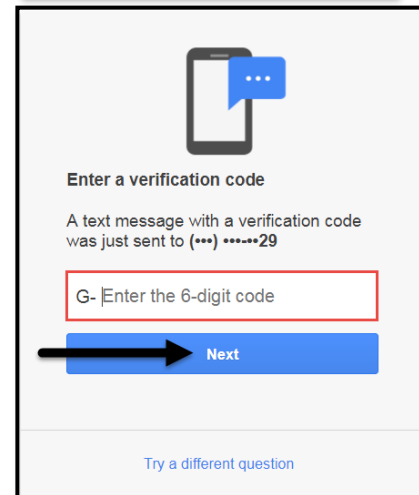 Enter a verification code
A text message with a verification code
was just sent to (•••) •••-••29
G- Enter the 6-digit code
Next
Try a different question